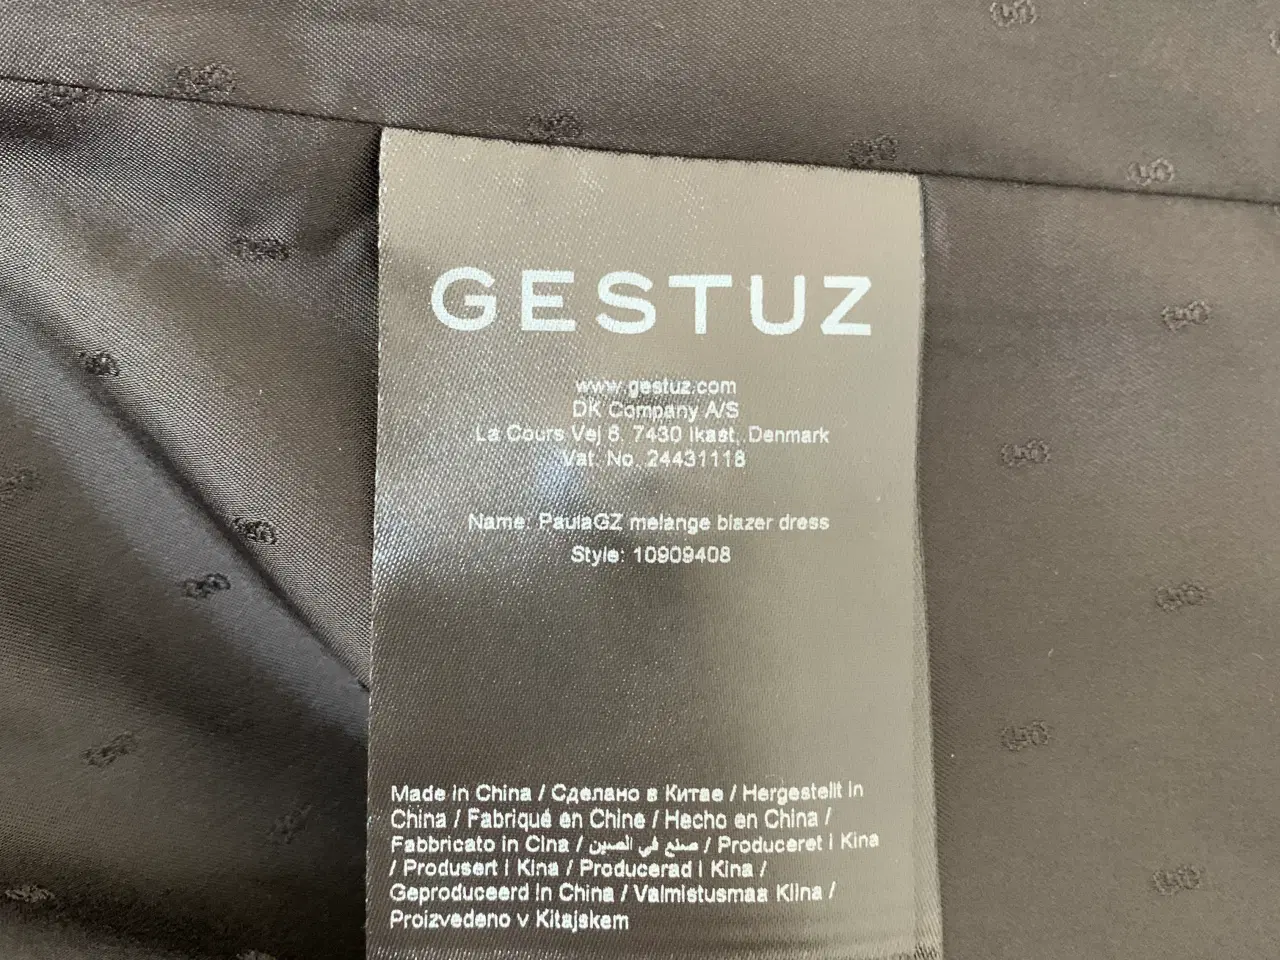 GESTUZ
www.gestuz.com
DK Company A/S
La Cours Vej 6, 7430 Ikast, Denmark
Vat. No. 24431118
Name: PaulaGZ melange blazer dress
Style: 10909408
Made in China / Сделано в Китае / Hergestellt in
China / Fabriqué en Chine / Hecho en China /
Fabbricato in Cina / صنع في الصين / Produceret i Kina
/ Produsert i Kina / Producerad i Kina /
Geproduceerd in China / Valmistusmaa Kiina /
Proizvedeno v Kitajskem